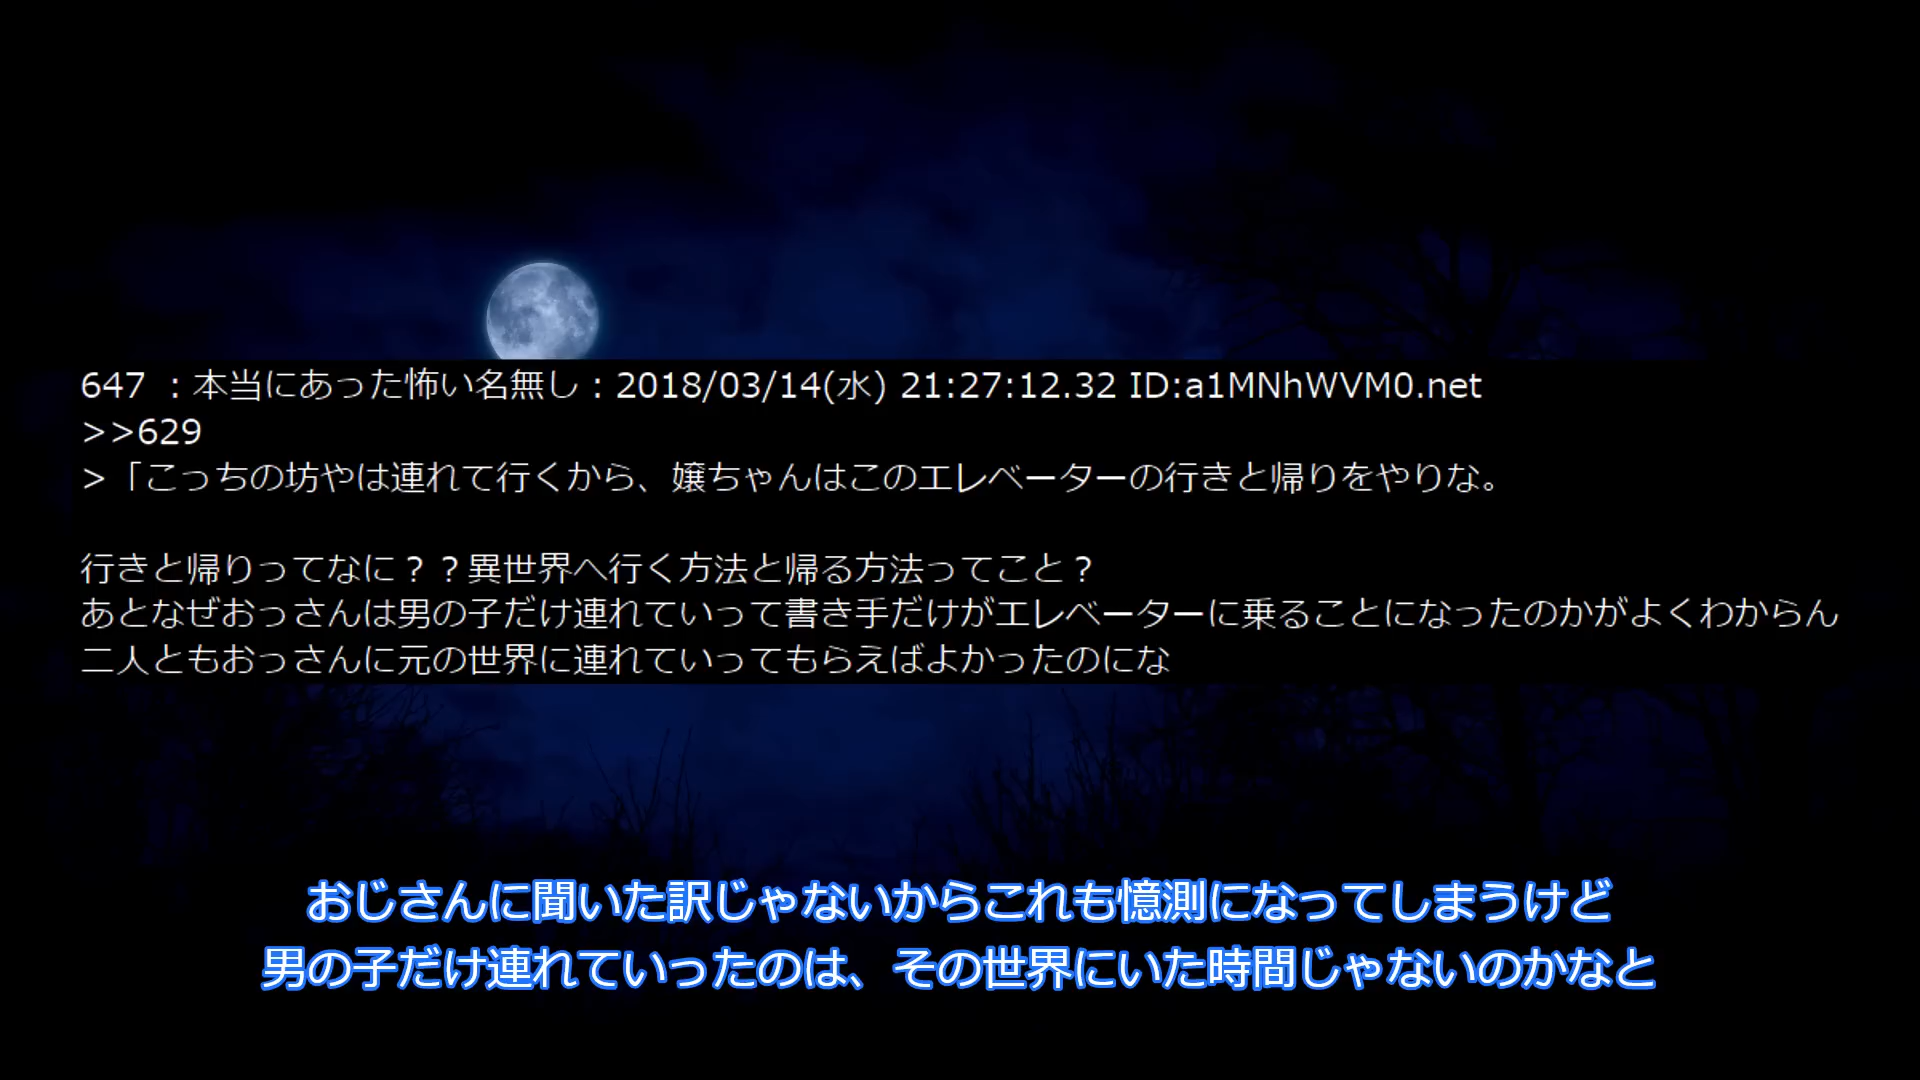 647 ：本当にあった怖い名無し：2018/03/14(水) 21:27:12.32 ID:a1MNhWVM0.net
>>629
>「こっちの坊やは連れて行くから、嬢ちゃんはこのエレベーターの行きと帰りをやりな。
行きと帰りってなに？？異世界へ行く方法と帰る方法ってこと？
あとなぜおっさんは男の子だけ連れていって書き手だけがエレベーターに乗ることになったのかがよくわからん
二人ともおっさんに元の世界に連れていってもらえばよかったのにな
おじさんに聞いた訳じゃないからこれも憶測になってしまうけど
男の子だけ連れていったのは、その世界にいた時間じゃないのかなと